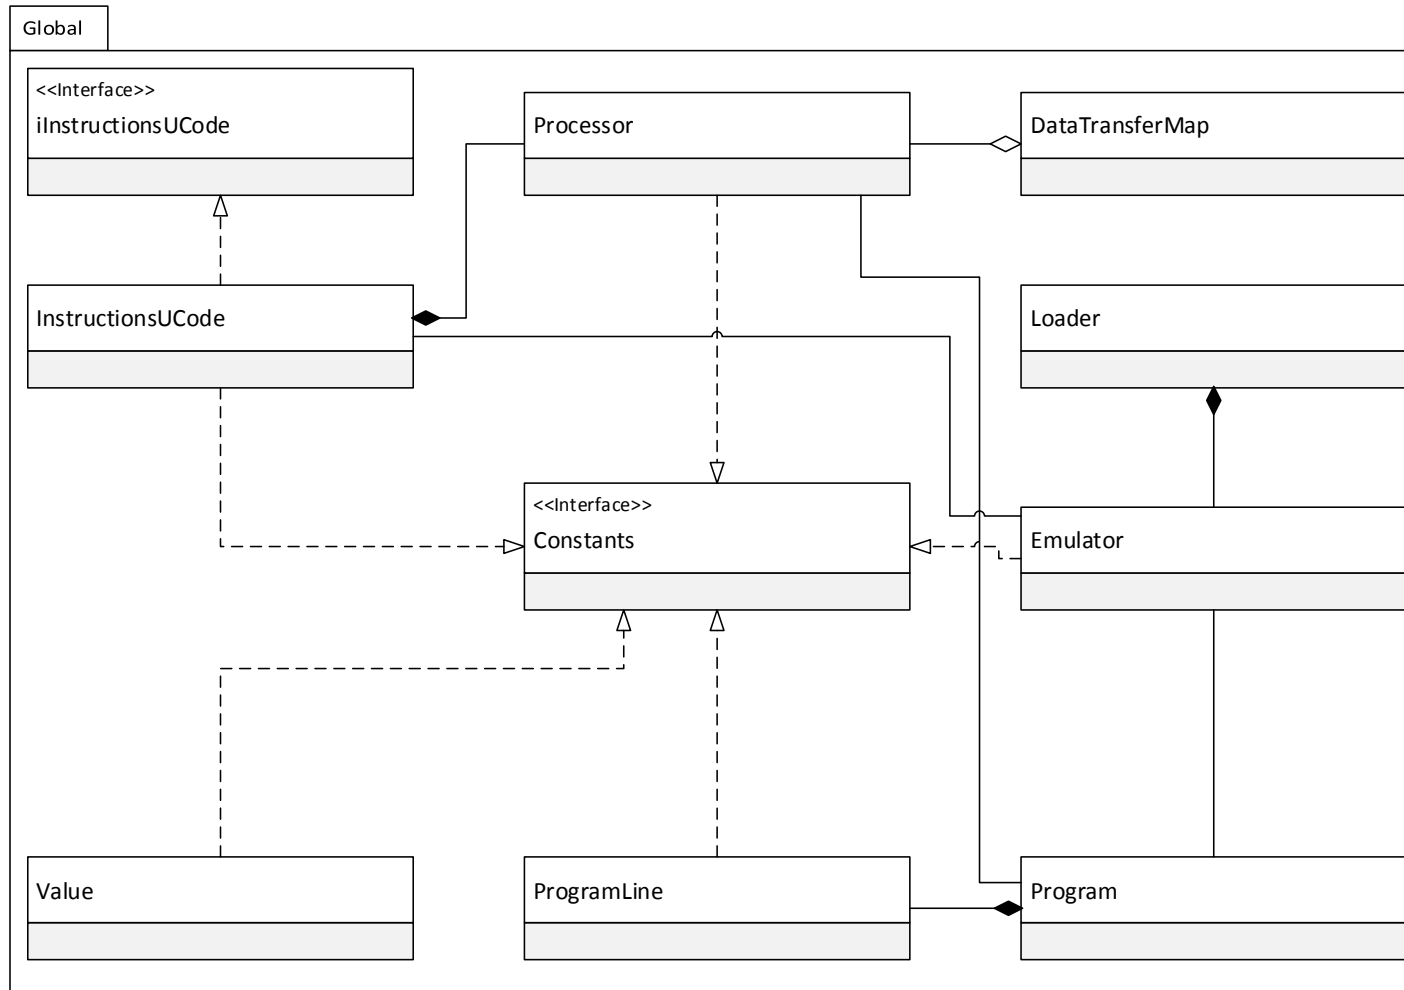 Global
<<Interface>>
iInstructionsUCode
Processor
DataTransferMap
InstructionsUCode
Loader
<<Interface>>
Constants
Emulator
Value
ProgramLine
Program